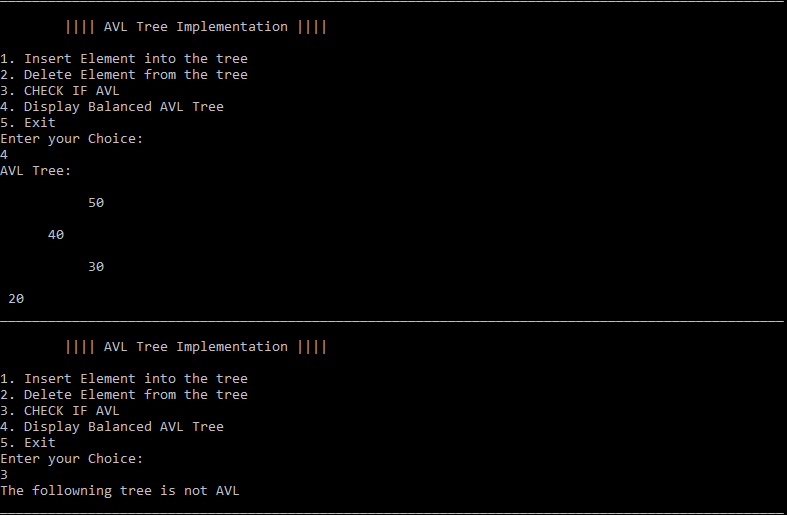 |||| AVL Tree Implementation ||||
1. Insert Element into the tree
2. Delete Element from the tree
3. CHECK IF AVL
4. Display Balanced AVL Tree
5. Exit
Enter your Choice:
4
AVL Tree:
50
40
30
20
|||| AVL Tree Implementation ||||
1. Insert Element into the tree
2. Delete Element from the tree
3. CHECK IF AVL
4. Display Balanced AVL Tree
5. Exit
Enter your Choice:
3
The followning tree is not AVL